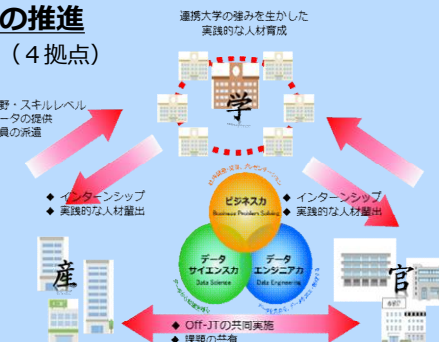 の推進
（４拠点）
連携大学の強みを生かした
実践的な人材育成
野・スキルレベル
ータの提供
員の派遣
学
◆ インターンシップ
◆ 実践的な人材輩出
ビジネス力
Business Problem Solving
◆ インターンシップ
◆ 実践的な人材輩出
データ
サイエンス力
Data Science
データ
エンジニア力
Data Engineering
産
官
◆ Off-JTの共同実施
◆ 課題の共有